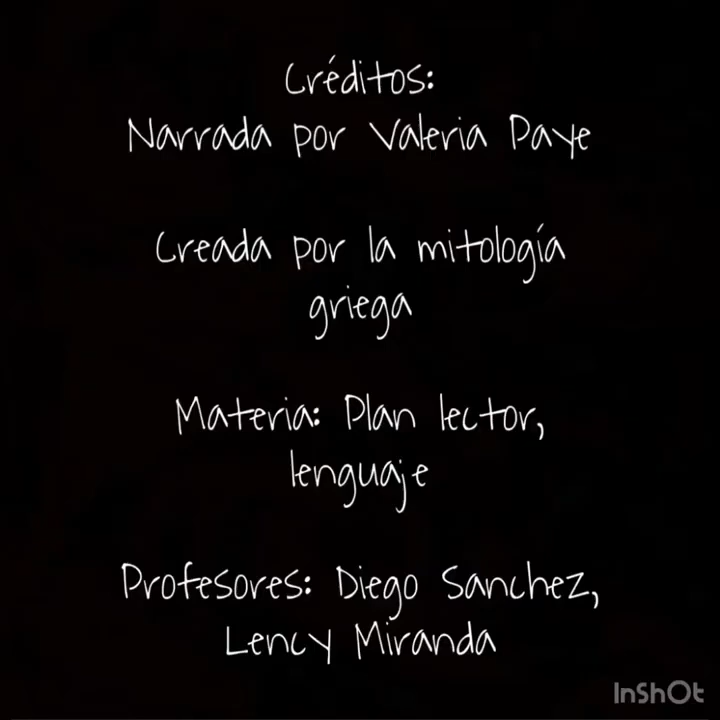 Créditos:
Narrada por Valeria Paye
Creada por la mitología
griega
Materia: Plan lector,
lenguaje
Profesores: Diego Sanchez,
Lency Miranda
InShOt